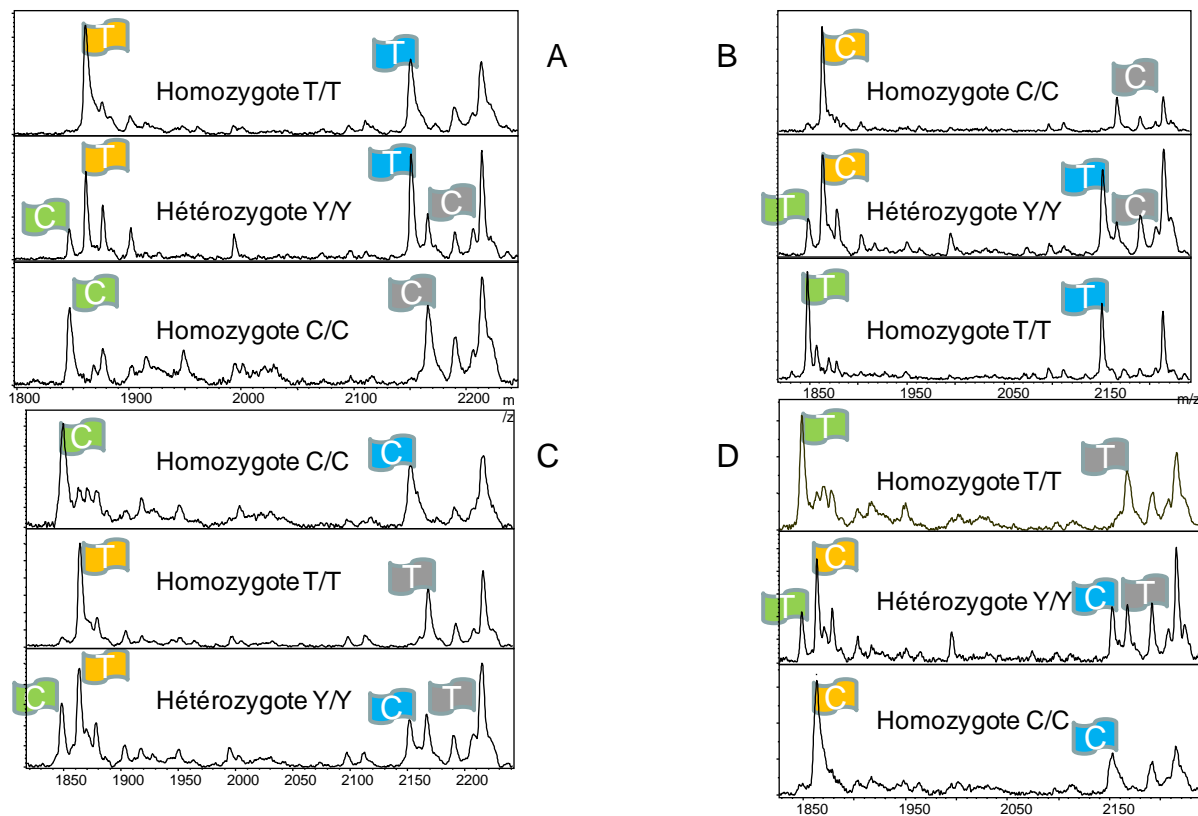 T
T
Homozygote T/T
A
T
T
C
C
Hétérozygote Y/Y
C
C
Homozygote C/C
1800 1900 2000 2100 2200 m
/z
B
C
C
Homozygote C/C
C
T
T
C
Hétérozygote Y/Y
T
T
Homozygote T/T
1850 1950 2050 2150 m/z
C
C
C
Homozygote C/C
T
T
Homozygote T/T
T
C
C
T
Hétérozygote Y/Y
1850 1900 1950 2000 2050 2100 2150 2200
D
T
T
Homozygote T/T
C
T
C
T
Hétérozygote Y/Y
C
Homozygote C/C
C
1850 1950 2050 2150